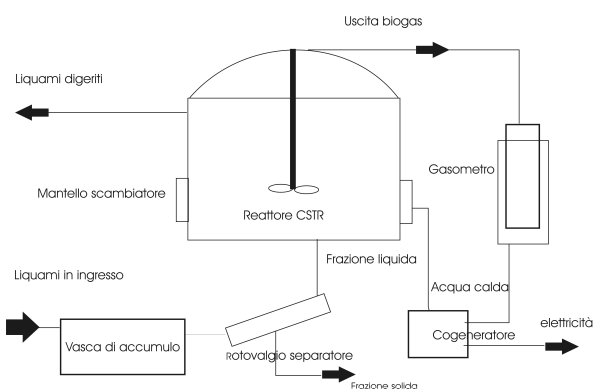 Uscita biogas
Liquami digeriti
Gasometro
Mantello scambiatore
Reattore CSTR
Frazione liquida
Liquami in ingresso
Acqua calda
elettricità
Cogeneratore
Vasca di accumulo
Rotovalgio separatore
Frazione solida